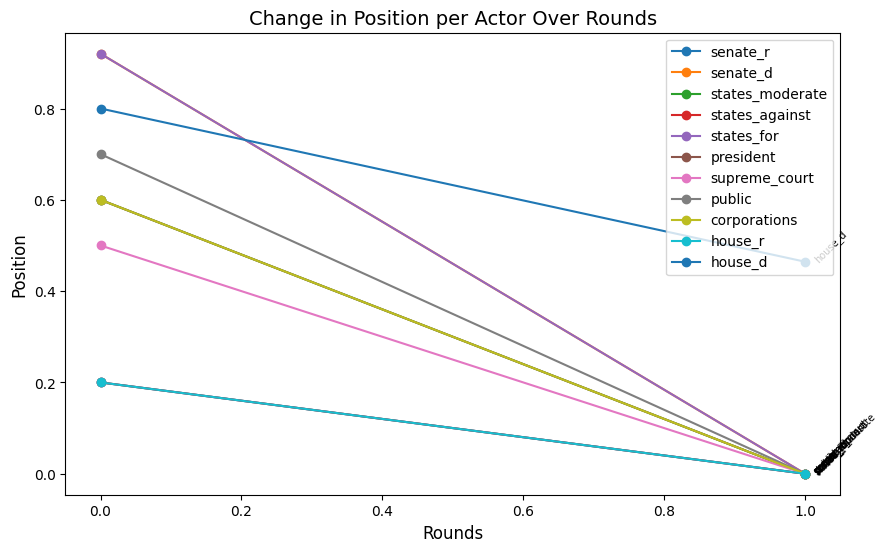 Change in Position per Actor Over Rounds
Position
0.8
0.6
0.4
0.2
0.0
0.0
0.2
0.4
0.6
0.8
1.0
Rounds
senate_r
senate_d
states_moderate
states_against
states_for
president
supreme_court
public
corporations
house_r
house_d
house_d